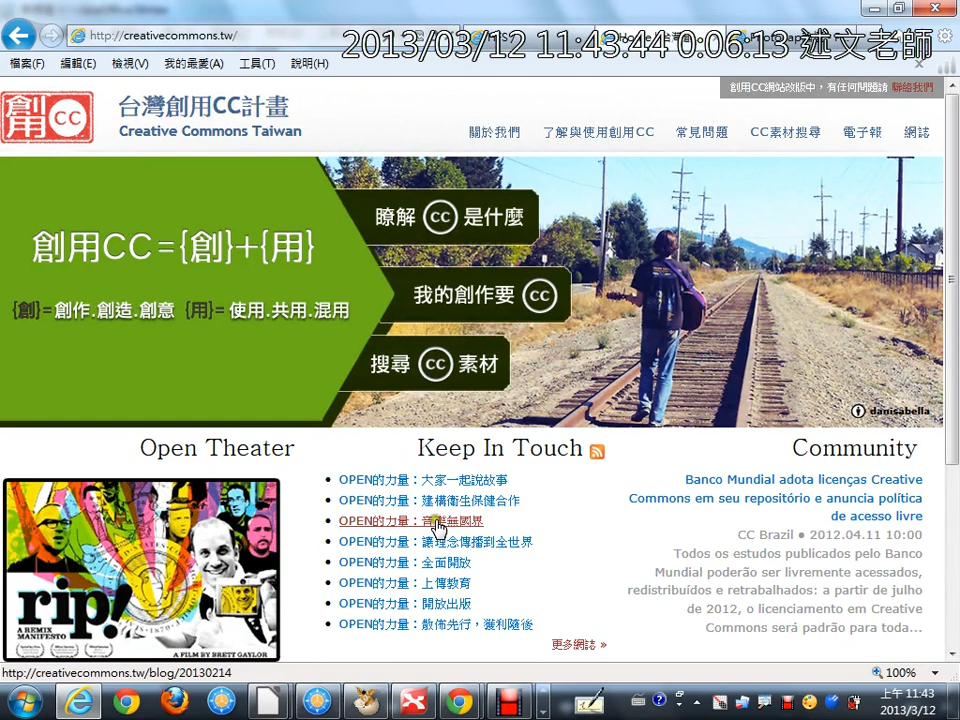 http://creativecommons.tw/
2013/03/12 11:43:44 0:06:13 述文老師
檔案(F) 編輯(E) 檢視(V) 我的最愛(A) 工具(T) 說明(H)
創用CC網站改版中，有任何問題請 聯絡我們
創用 CC
台灣創用CC計畫
Creative Commons Taiwan
關於我們 了解與使用創用CC 常見問題 CC素材搜尋 電子報 網誌
瞭解 CC 是什麼
創用CC={創}+{用}
我的創作要 CC
{創}=創作.創造.創意 {用}=使用.共用.混用
搜尋 CC 素材
danisabella
Open Theater
Keep In Touch
Community
OPEN的力量：大家一起說故事
OPEN的力量：建構衛生保健合作
OPEN的力量：音樂無國界
OPEN的力量：讓理念傳播到全世界
OPEN的力量：全面開放
OPEN的力量：上傳教育
OPEN的力量：開放出版
OPEN的力量：散佈先行，獲利隨後
更多網誌 »
Banco Mundial adota licenças Creative
Commons em seu repositório e anuncia política
de acesso livre
CC Brazil ● 2012.04.11 10:00
Todos os estudos publicados pelo Banco
Mundial poderão ser livremente acessados,
redistribuídos e retrabalhados: a partir de julho
de 2012, o licenciamento em Creative
Commons será padrão para toda...
rip!
A REMIX
MANIFESTO
A FILM BY BRETT GAYLOR
http://creativecommons.tw/blog/20130214
100%
上午 11:43
2013/3/12